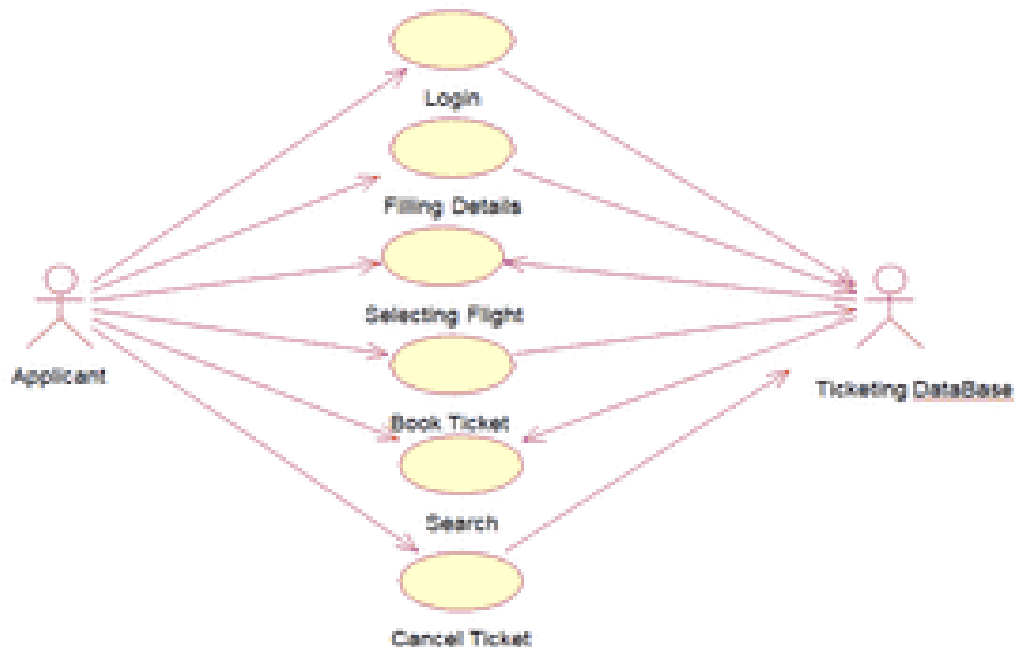 Login
Filling Details
Selecting Flight
Applicant
Ticketing DataBase
Book Ticket
Search
Cancel Ticket